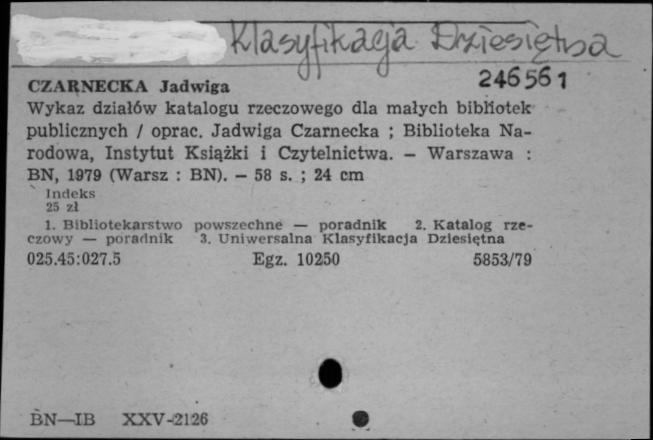 Klasyfikacja Dziesiętna
246561
CZARNECKA Jadwiga
Wykaz działów katalogu rzeczowego dla małych bibliotek
publicznych / oprac. Jadwiga Czarnecka ; Biblioteka Na-
rodowa, Instytut Książki i Czytelnictwa. — Warszawa :
BN, 1979 (Warsz : BN). — 58 s. ; 24 cm
Indeks
25 zł
1. Bibliotekarstwo powszechne — poradnik 2. Katalog rze-
czowy — poradnik 3. Uniwersalna Klasyfikacja Dziesiętna
025.45:027.5 Egz. 10250 5853/79
BN—IB XXV-2126